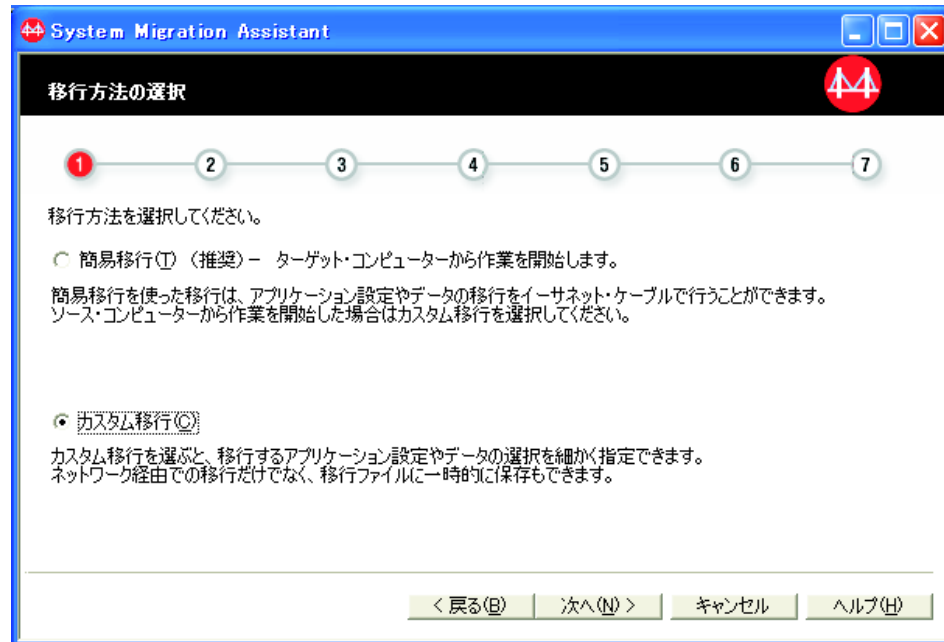 System Migration Assistant
移行方法の選択
1 2 3 4 5 6 7
移行方法を選択してください。
簡易移行(T) (推奨) － ターゲット・コンピューターから作業を開始します。
簡易移行を使った移行は、アプリケーション設定やデータの移行をイーサネット・ケーブルで行うことができます。
ソース・コンピューターから作業を開始した場合はカスタム移行を選択してください。
カスタム移行(C)
カスタム移行を選ぶと、移行するアプリケーション設定やデータの選択を細かく指定できます。
ネットワーク経由での移行だけでなく、移行ファイルに一時的に保存もできます。
< 戻る(B) 次へ(N) > キャンセル ヘルプ(H)